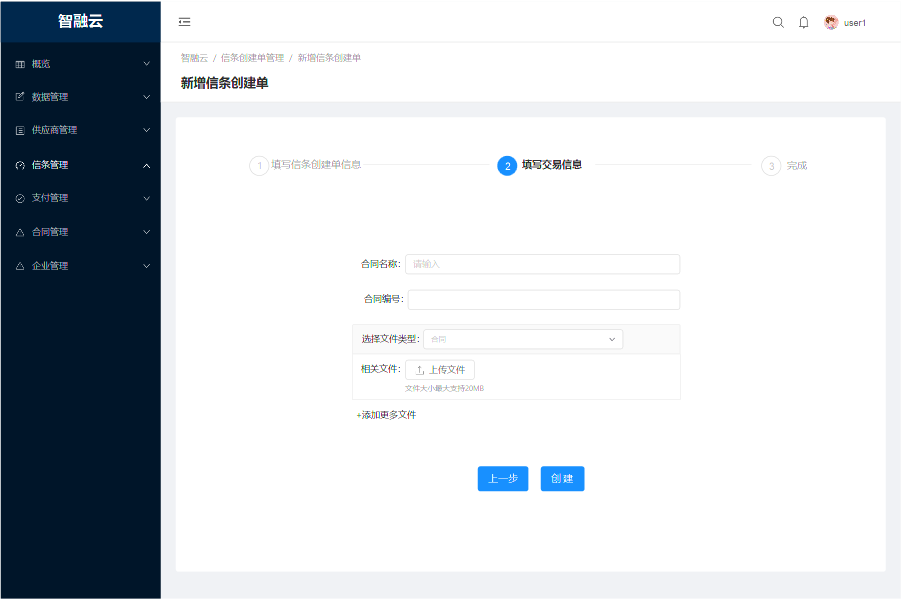 智融云
user1
概览
数据管理
供应商管理
信条管理
支付管理
合同管理
企业管理
智融云 / 信条创建单管理 / 新增信条创建单
新增信条创建单
1 填写信条创建单信息
2 填写交易信息
3 完成
合同名称: 请输入
合同编号:
选择文件类型: 合同
相关文件: 上传文件
文件大小最大支持20MB
+添加更多文件
上一步
创建